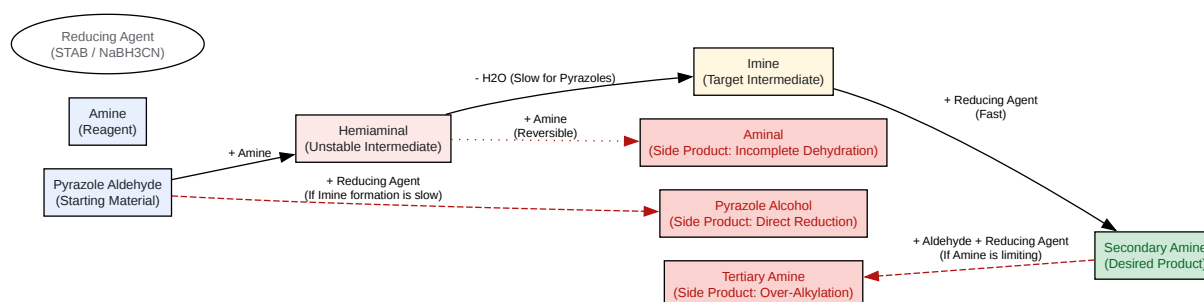 Reducing Agent
(STAB / NaBH3CN)
Amine
(Reagent)
Pyrazole Aldehyde
(Starting Material)
+ Amine
Hemiaminal
(Unstable Intermediate)
- H2O (Slow for Pyrazoles)
+ Amine
(Reversible)
+ Reducing Agent
(If Imine formation is slow)
Imine
(Target Intermediate)
Aminal
(Side Product: Incomplete Dehydration)
Pyrazole Alcohol
(Side Product: Direct Reduction)
Tertiary Amine
(Side Product: Over-Alkylation)
+ Reducing Agent
(Fast)
+ Aldehyde + Reducing Agent
(If Amine is limiting)
Secondary Amine
(Desired Product)